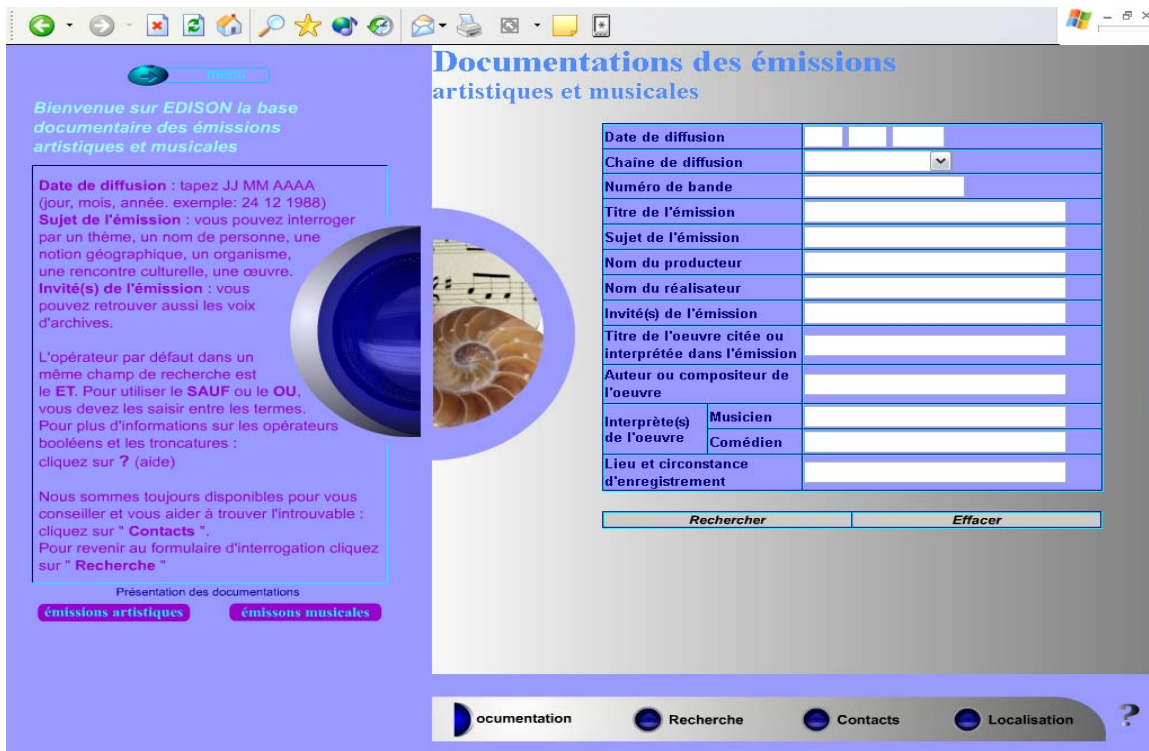 menu
Bienvenue sur EDISON la base
documentaire des émissions
artistiques et musicales
Date de diffusion : tapez JJ MM AAAA
(jour, mois, année. exemple: 24 12 1988)
Sujet de l'émission : vous pouvez interroger
par un thème, un nom de personne, une
notion géographique, un organisme,
une rencontre culturelle, une œuvre.
Invité(s) de l'émission : vous
pouvez retrouver aussi les voix
d'archives.
L'opérateur par défaut dans un
même champ de recherche est
le ET. Pour utiliser le SAUF ou le OU,
vous devez les saisir entre les termes.
Pour plus d'informations sur les opérateurs
booléens et les troncatures :
cliquez sur ? (aide)
Nous sommes toujours disponibles pour vous
conseiller et vous aider à trouver l'introuvable :
cliquez sur " Contacts ".
Pour revenir au formulaire d'interrogation cliquez
sur " Recherche "
Présentation des documentations
émissions artistiques
émissons musicales
Documentations des émissions
artistiques et musicales
Date de diffusion
Chaîne de diffusion
Numéro de bande
Titre de l'émission
Sujet de l'émission
Nom du producteur
Nom du réalisateur
Invité(s) de l'émission
Titre de l'oeuvre citée ou
interprétée dans l'émission
Auteur ou compositeur de
l'oeuvre
Interprète(s)
de l'oeuvre
Musicien
Comédien
Lieu et circonstance
d'enregistrement
Rechercher
Effacer
ocumentation
Recherche
Contacts
Localisation
?